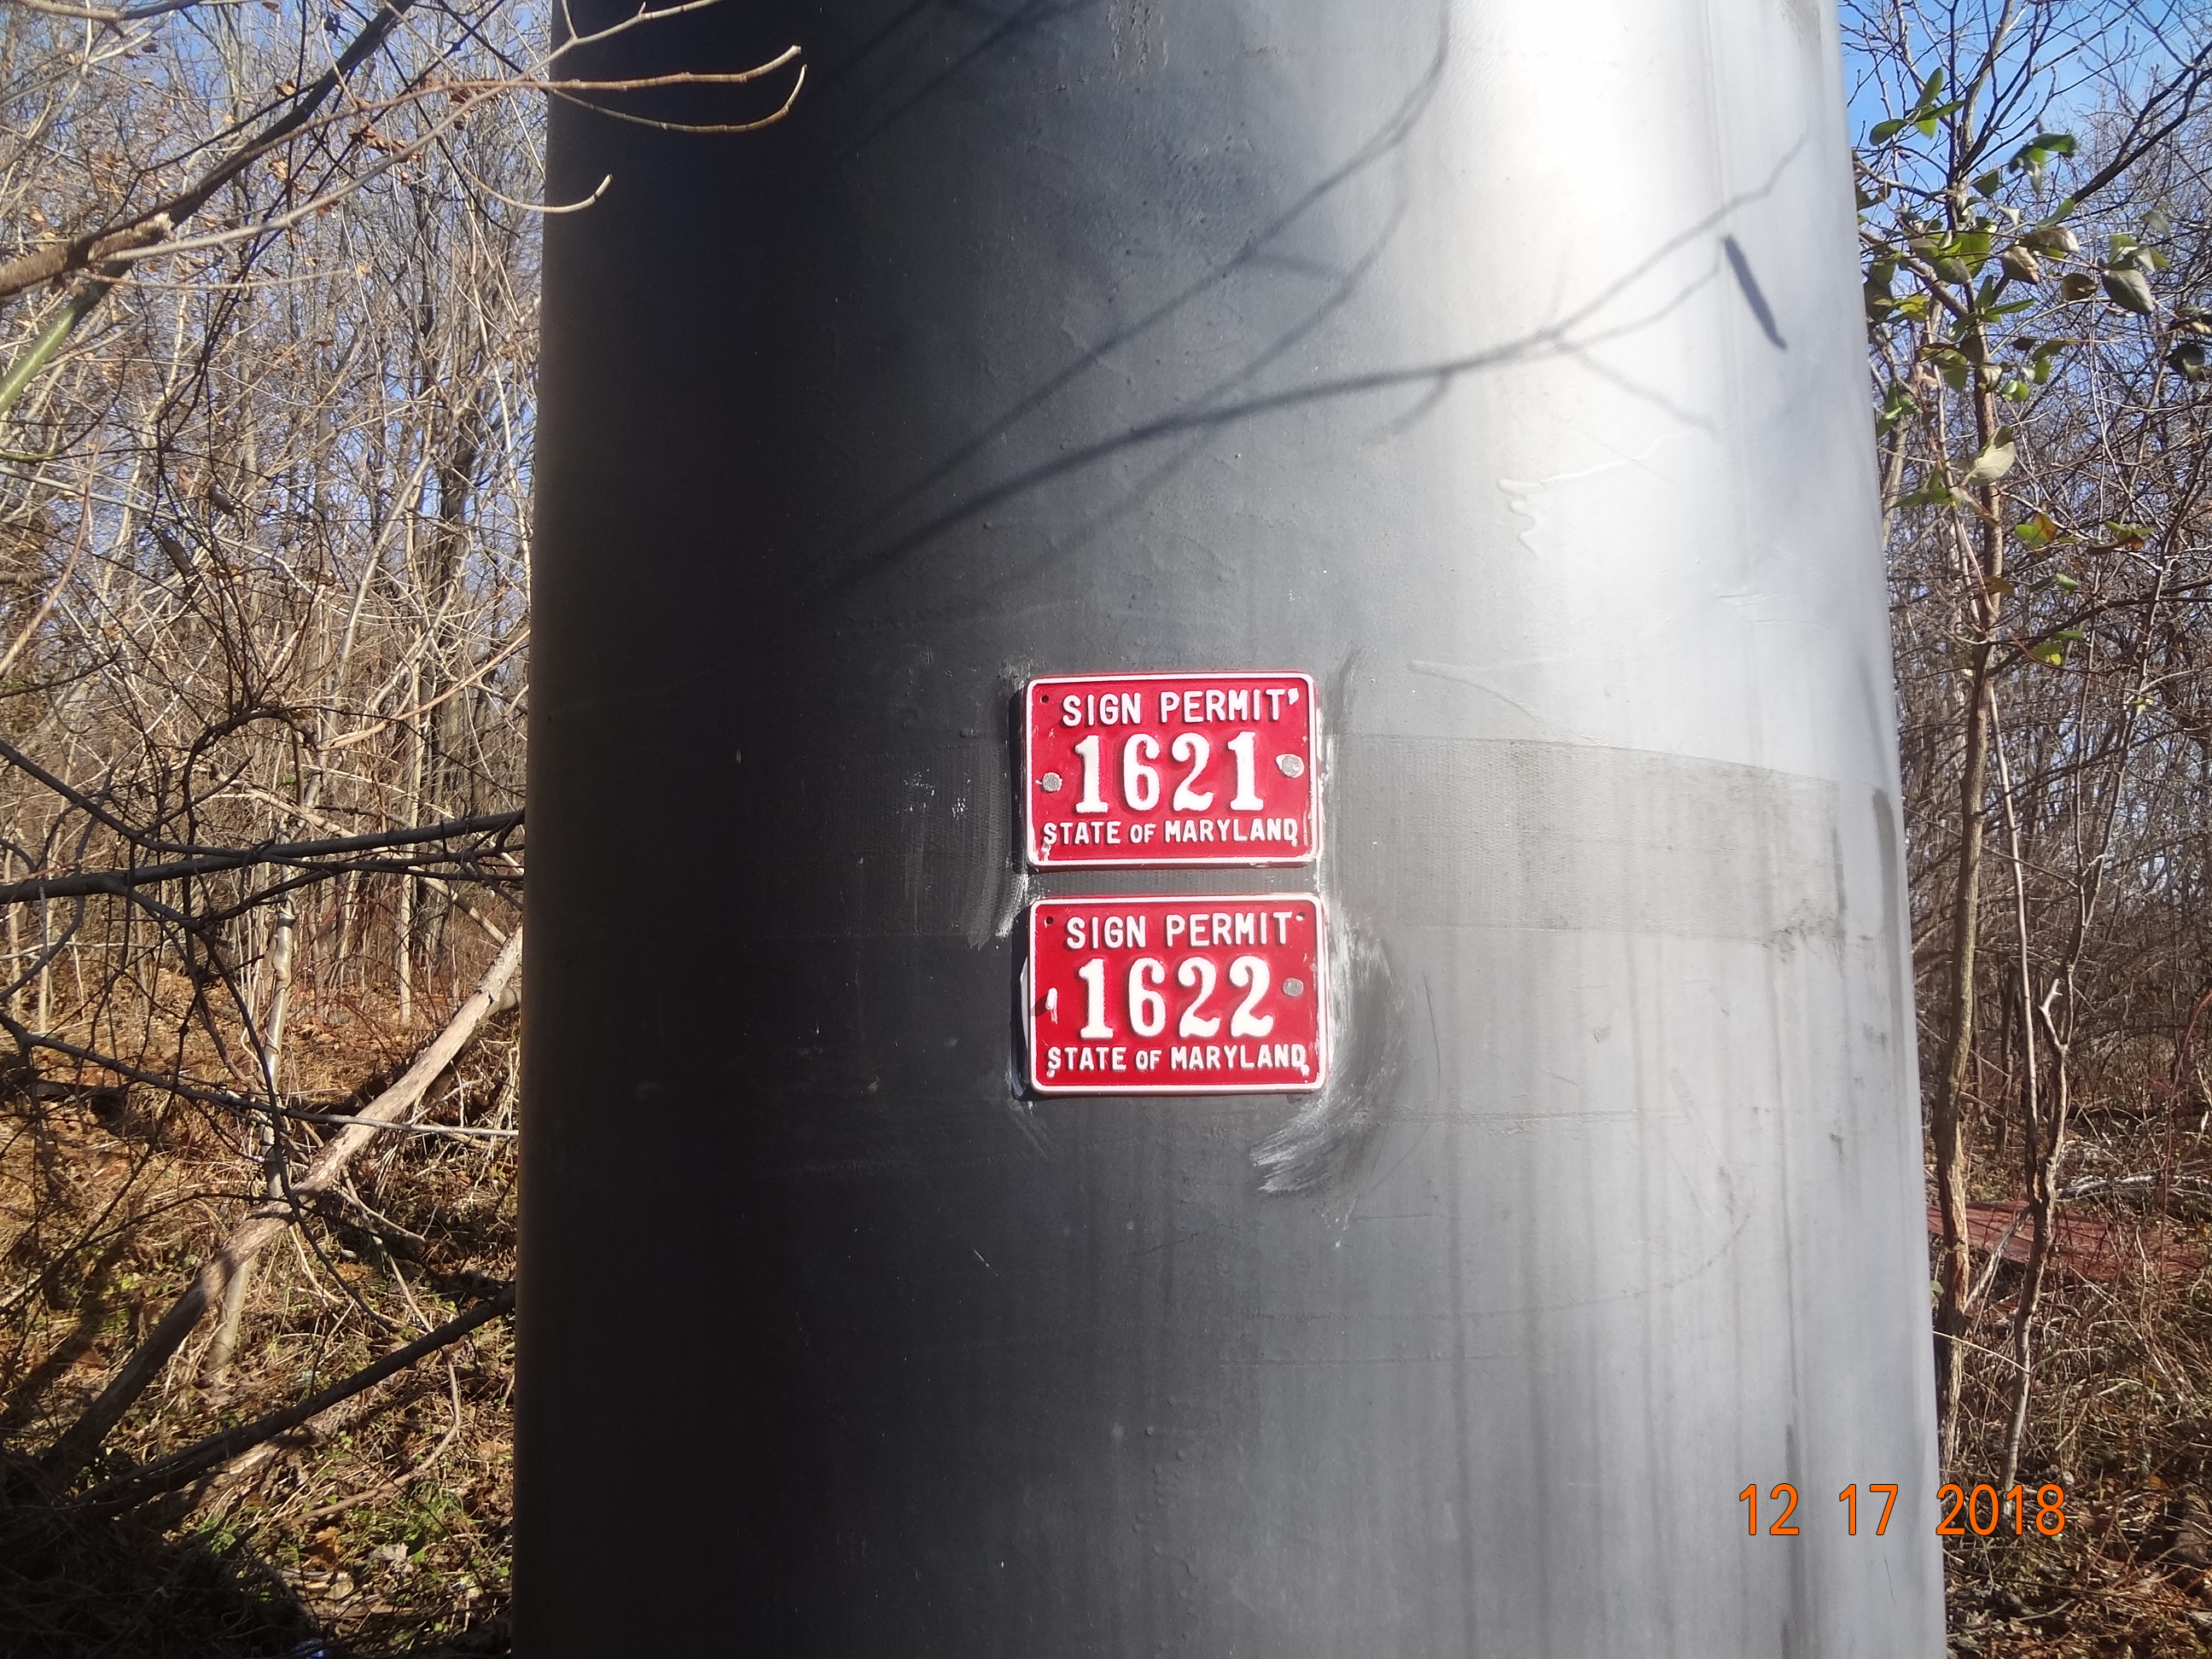 SIGN PERMIT
1621
STATE OF MARYLAND
SIGN PERMIT
1622
STATE OF MARYLAND
12 17 2018